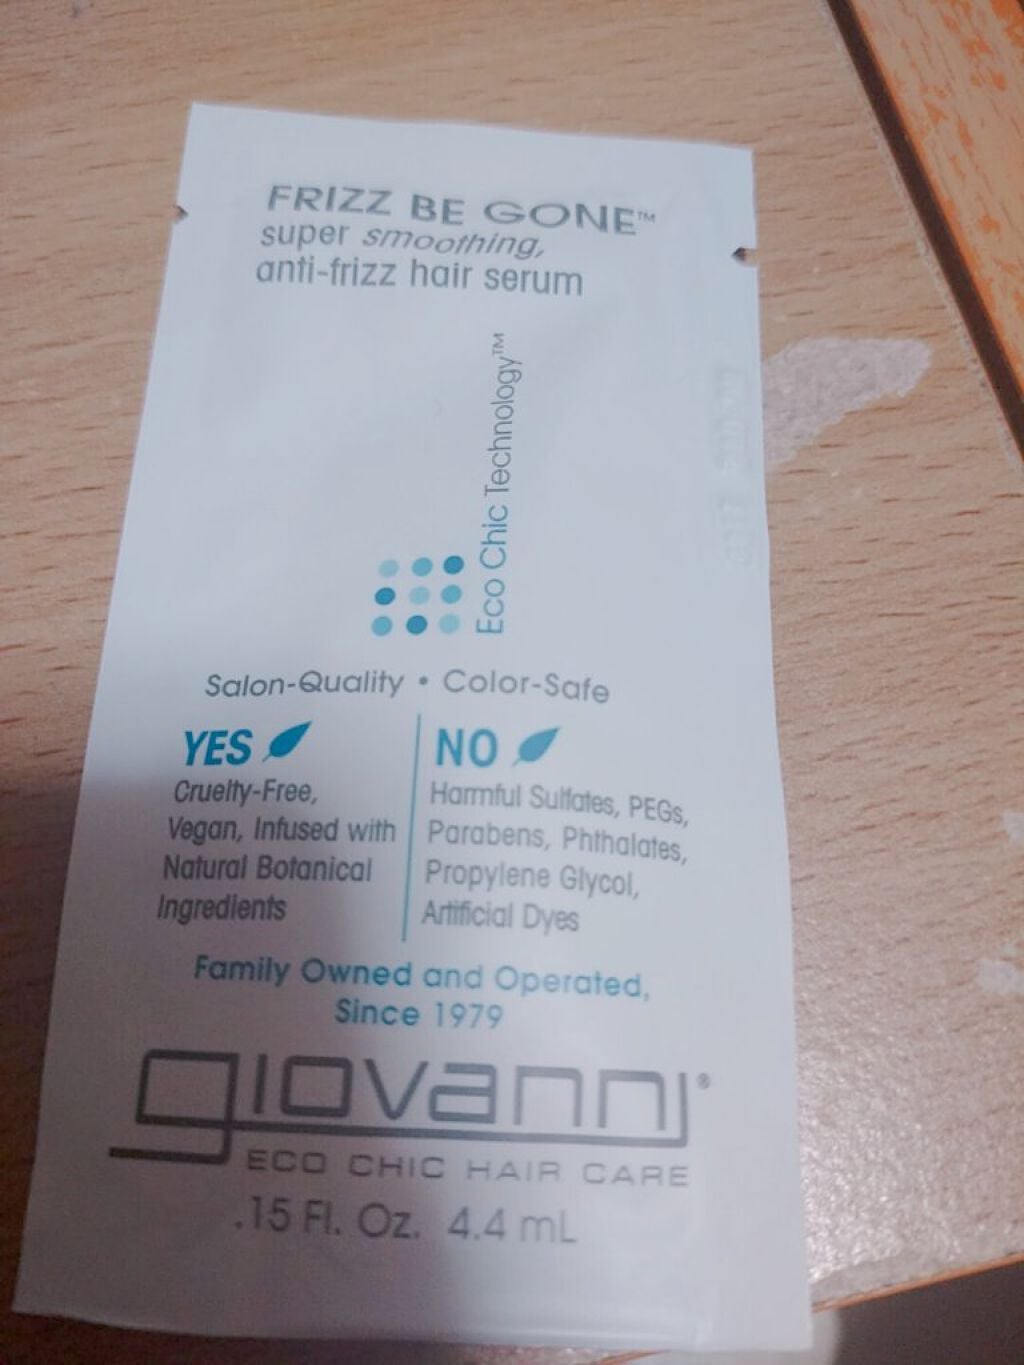 FRIZZ BE GONE™
super smoothing,
anti-frizz hair serum
Eco Chic Technology™
Salon-Quality • Color-Safe
YES
Cruelty-Free,
Vegan, Infused with
Natural Botanical
Ingredients
NO
Harmful Sulfates, PEGs,
Parabens, Phthalates,
Propylene Glycol,
Artificial Dyes
Family Owned and Operated,
Since 1979
giovanni®
ECO CHIC HAIR CARE
.15 Fl. Oz. 4.4 mL